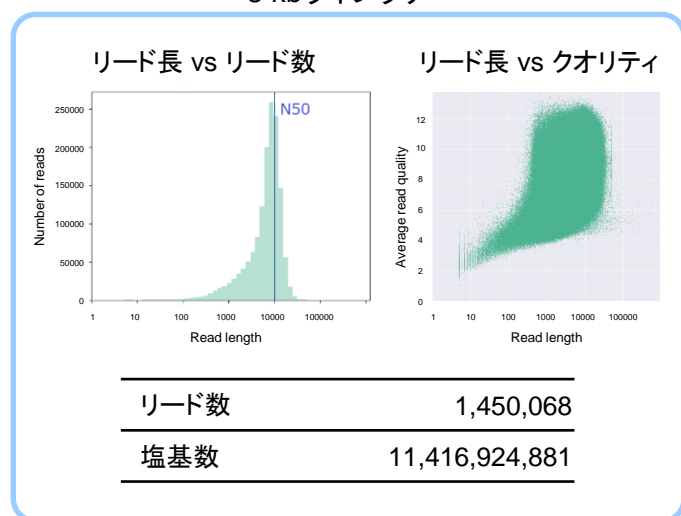 リード長 vs リード数
リード長 vs クオリティ
N50
250000
200000
150000
100000
50000
0
Number of reads
1 10 100 1000 10000 100000
Read length
12
10
8
6
4
2
0
Average read quality
1 10 100 1000 10000 100000
Read length
リード数 1,450,068
塩基数 11,416,924,881